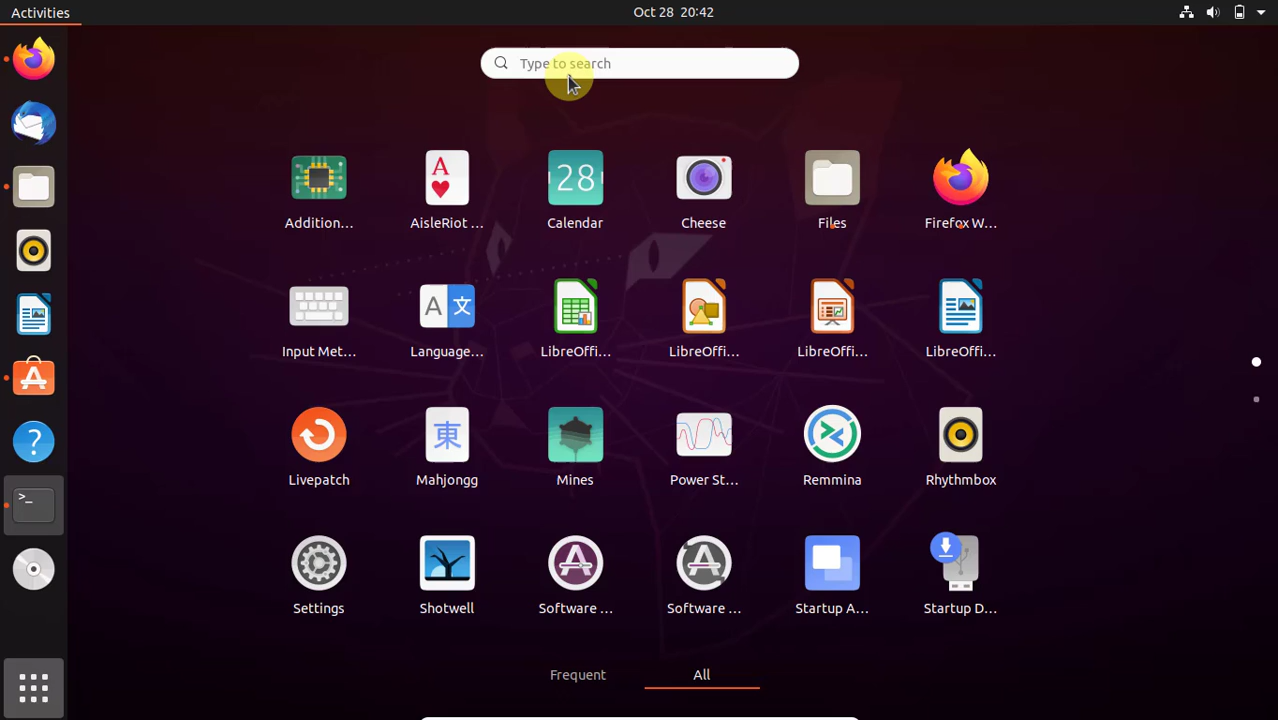 Activities
Oct 28 20:42
Type to search
Addition...
AisleRiot ...
28
Calendar
Cheese
Files
Firefox W...
Input Met...
A 文
Language...
LibreOffi...
LibreOffi...
LibreOffi...
LibreOffi...
Livepatch
東
Mahjongg
Mines
Power St...
Remmina
Rhythmbox
Settings
Shotwell
Software ...
Software ...
Startup A...
Startup D...
Frequent
All